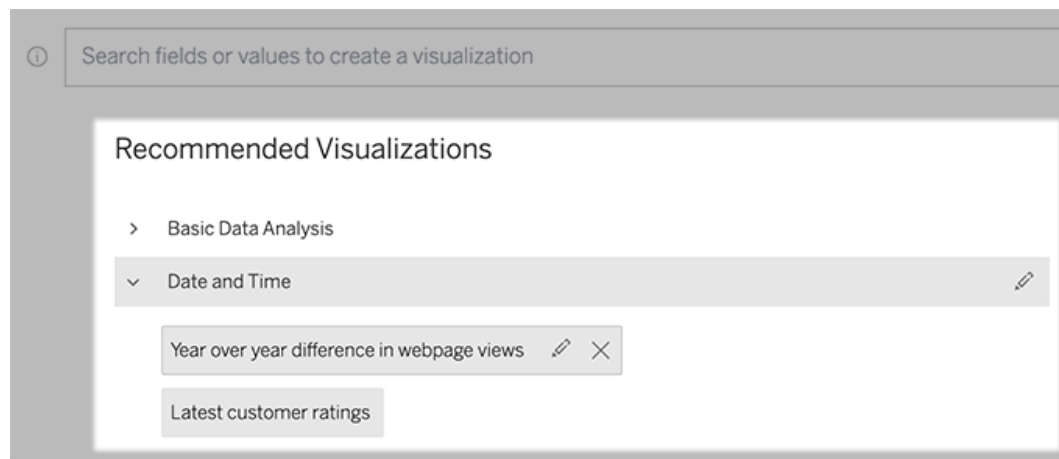 Search fields or values to create a visualization
Recommended Visualizations
Basic Data Analysis
Date and Time
Year over year difference in webpage views
Latest customer ratings